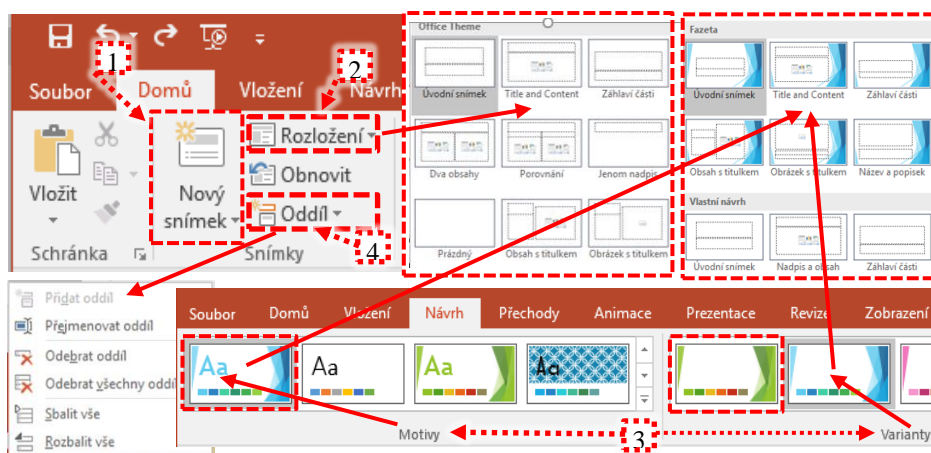 1
2
Soubor Domů Vložení Návrh
Vložit
Nový
snímek
Rozložení
Obnovit
Oddíl
4
Schránka Snímky
Office Theme
Úvodní snímek Title and Content Záhlaví části
Dva obsahy Porovnání Jenom nadpis
Prázdný Obsah s titulkem Obrázek s titulkem
Fazeta
Úvodní snímek Title and Content Záhlaví části
Obsah s titulkem Obrázek s titulkem Název a popisek
Vlastní návrh
Úvodní snímek Nadpis a obsah Záhlaví části
Přidat oddíl
Přejmenovat oddíl
Odebrat oddíl
Odebrat všechny oddí
Sbalit vše
Rozbalit vše
Soubor Domů Vložení Návrh Přechody Animace Prezentace Revize Zobrazení
Aa Aa Aa Aa
Motivy 3 Varianty